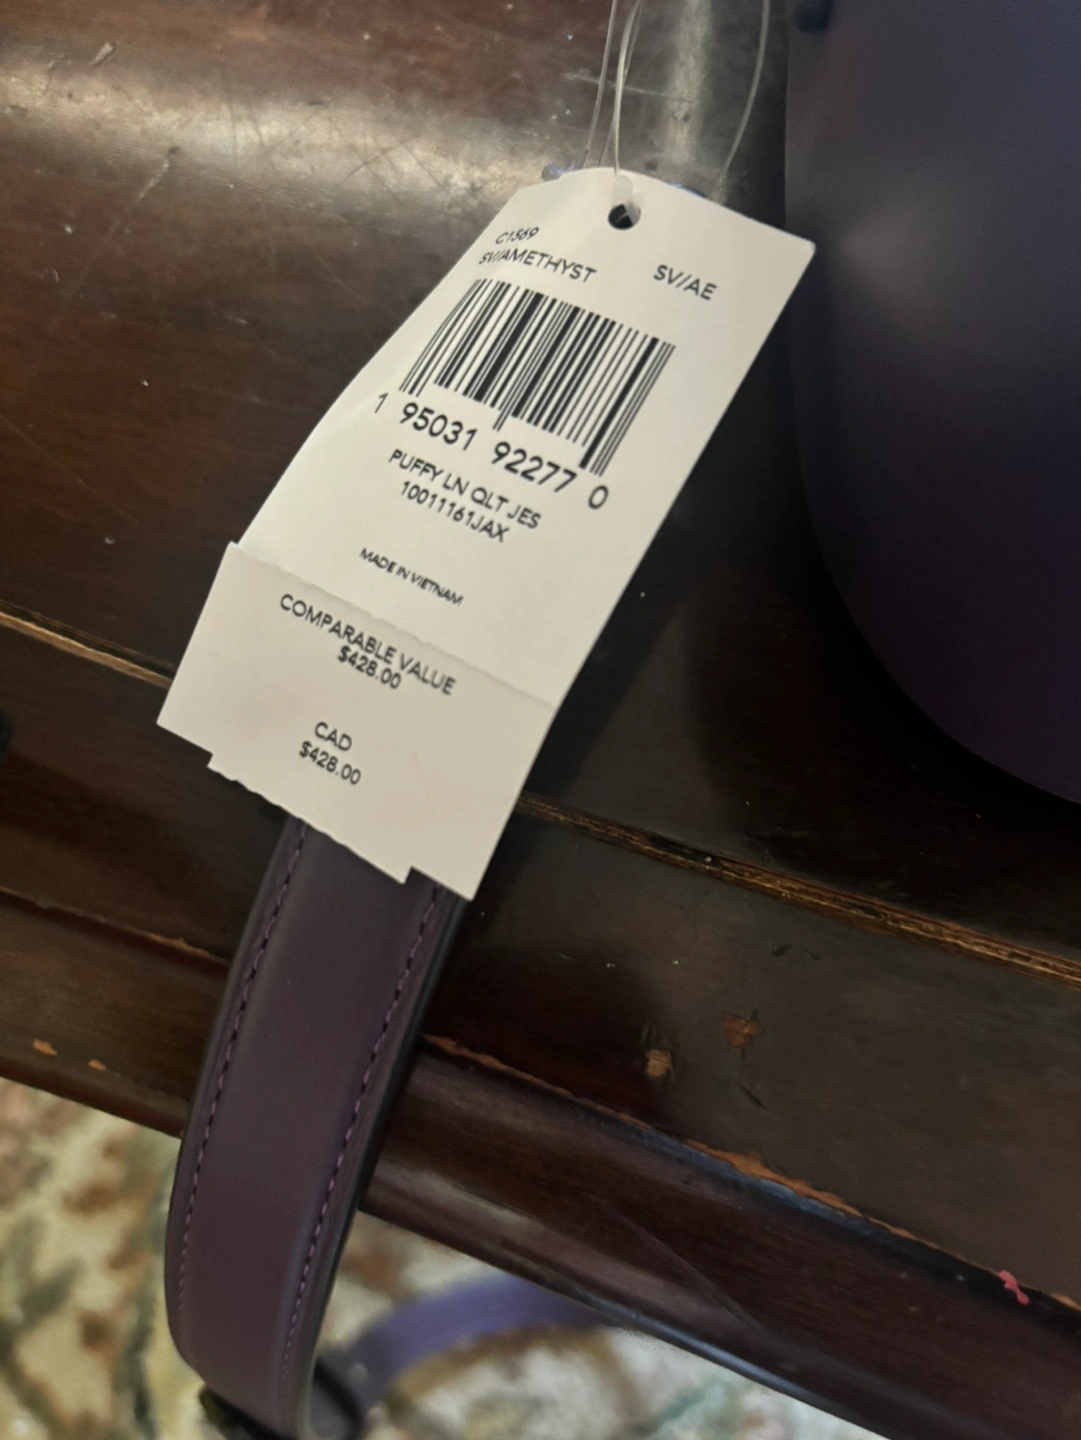 C1569
SV/AMETHYST
SV/AE
1 95031 92277 0
PUFFY LN QLT JES
10011161JAX
MADE IN VIETNAM
COMPARABLE VALUE
$428.00
CAD
$428.00